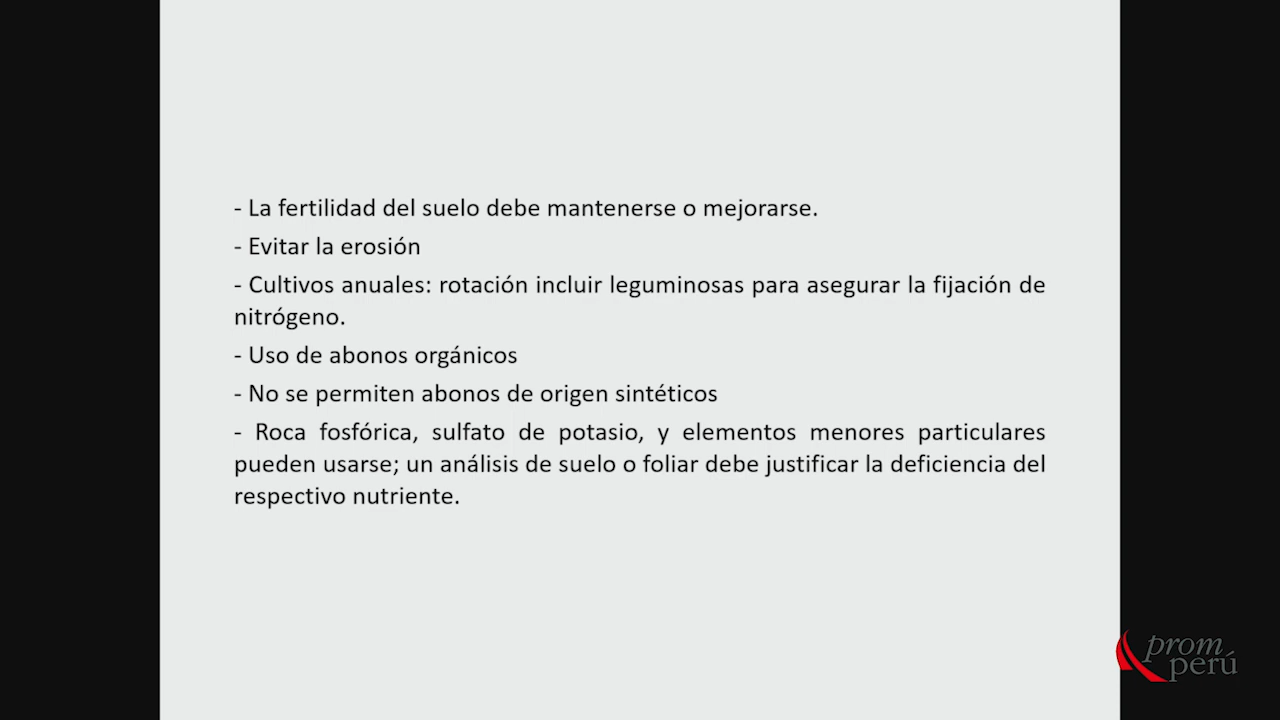 - La fertilidad del suelo debe mantenerse o mejorarse.
- Evitar la erosión
- Cultivos anuales: rotación incluir leguminosas para asegurar la fijación de
nitrógeno.
- Uso de abonos orgánicos
- No se permiten abonos de origen sintéticos
- Roca fosfórica, sulfato de potasio, y elementos menores particulares
pueden usarse; un análisis de suelo o foliar debe justificar la deficiencia del
respectivo nutriente.
prom
perú